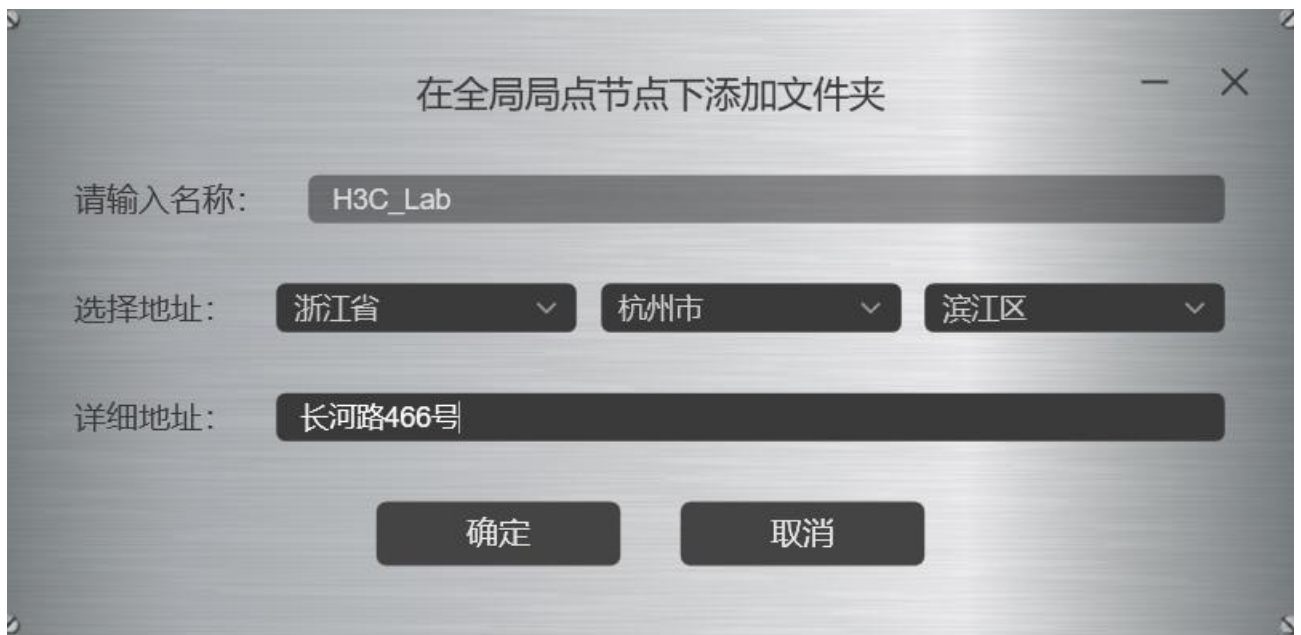 在全局局点节点下添加文件夹
请输入名称： H3C_Lab
选择地址： 浙江省 杭州市 滨江区
详细地址： 长河路466号
确定 取消